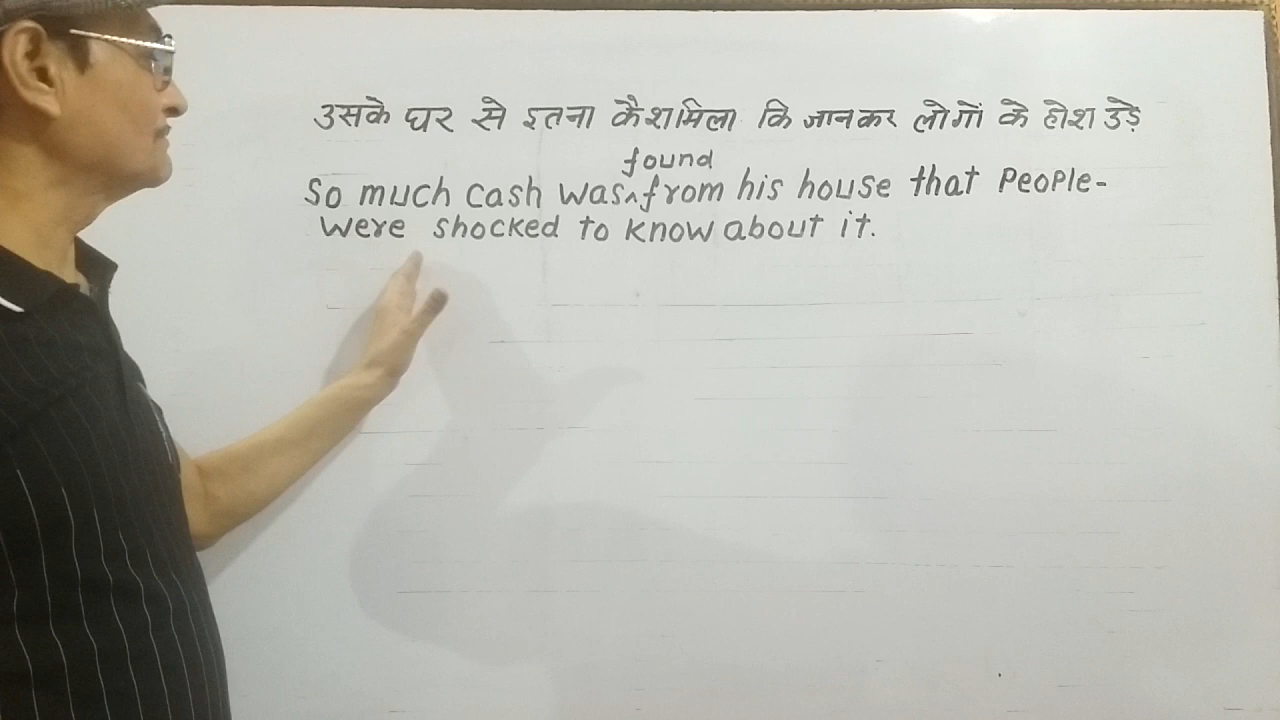 उसके घर से इतना कैश मिला कि जानकर लोगों के होश उड़े
found
So much cash was^from his house that People-
were shocked to know about it.